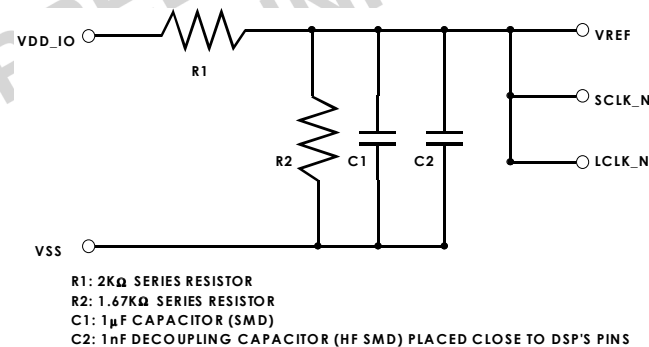 VDD_IO
R1
VREF
SCLK_N
LCLK_N
R2
C1
C2
VSS
R1: 2KΩ SERIES RESISTOR
R2: 1.67KΩ SERIES RESISTOR
C1: 1μF CAPACITOR (SMD)
C2: 1nF DECOUPLING CAPACITOR (HF SMD) PLACED CLOSE TO DSP'S PINS